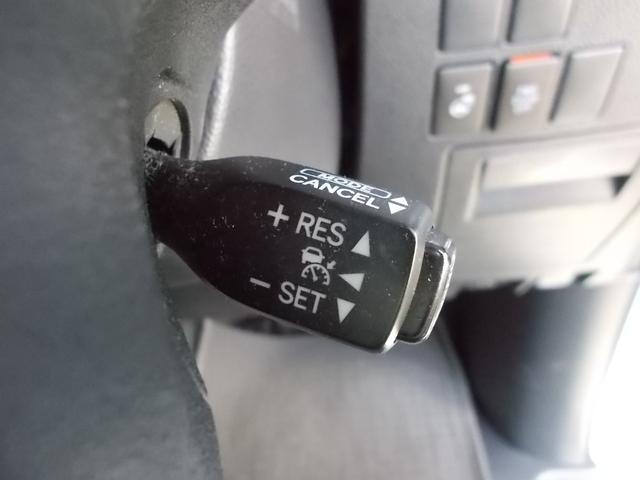 MODE
CANCEL
+ RES
- SET